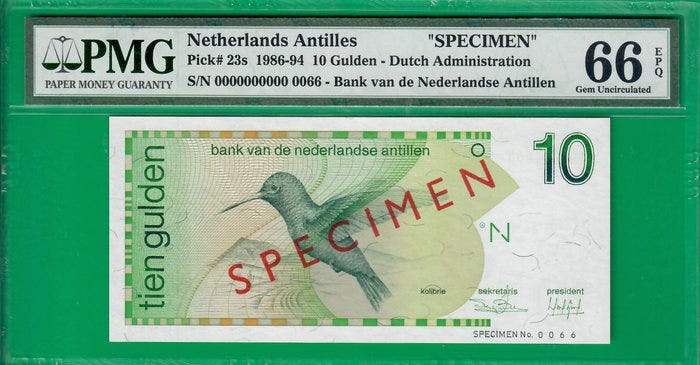 PMG
PAPER MONEY GUARANTY
Netherlands Antilles "SPECIMEN"
Pick# 23s 1986-94 10 Gulden - Dutch Administration
S/N 0000000000 0066 - Bank van de Nederlandse Antillen
66 EPQ
Gem Uncirculated
tien gulden
bank van de nederlandse antillen
10
SPECIMEN
N
kolibrie
sekretaris
president
SPECIMEN No. 0066